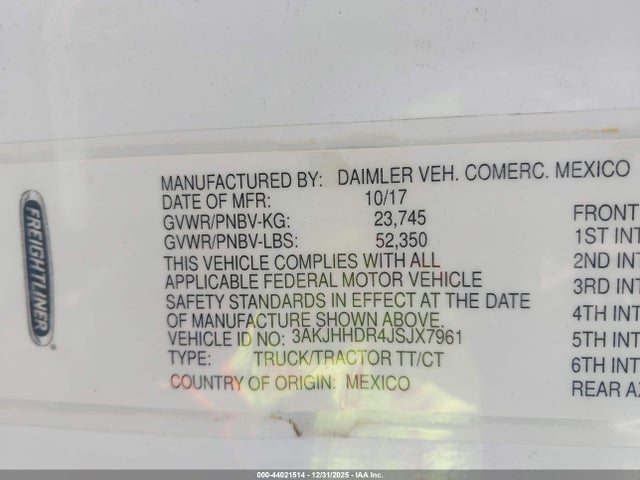 FREIGHTLINER
MANUFACTURED BY: DAIMLER VEH. COMERC. MEXICO
DATE OF MFR: 10/17
GVWR/PNBV-KG: 23,745
GVWR/PNBV-LBS: 52,350
THIS VEHICLE COMPLIES WITH ALL
APPLICABLE FEDERAL MOTOR VEHICLE
SAFETY STANDARDS IN EFFECT AT THE DATE
OF MANUFACTURE SHOWN ABOVE.
VEHICLE ID NO: 3AKJHHDR4JSJX7961
TYPE: TRUCK/TRACTOR TT/CT
COUNTRY OF ORIGIN: MEXICO
FRONT
1ST INT
2ND INT
3RD INT
4TH INT
5TH INT
6TH INT
REAR AX
000-44021514 - 12/31/2025 - IAA Inc.